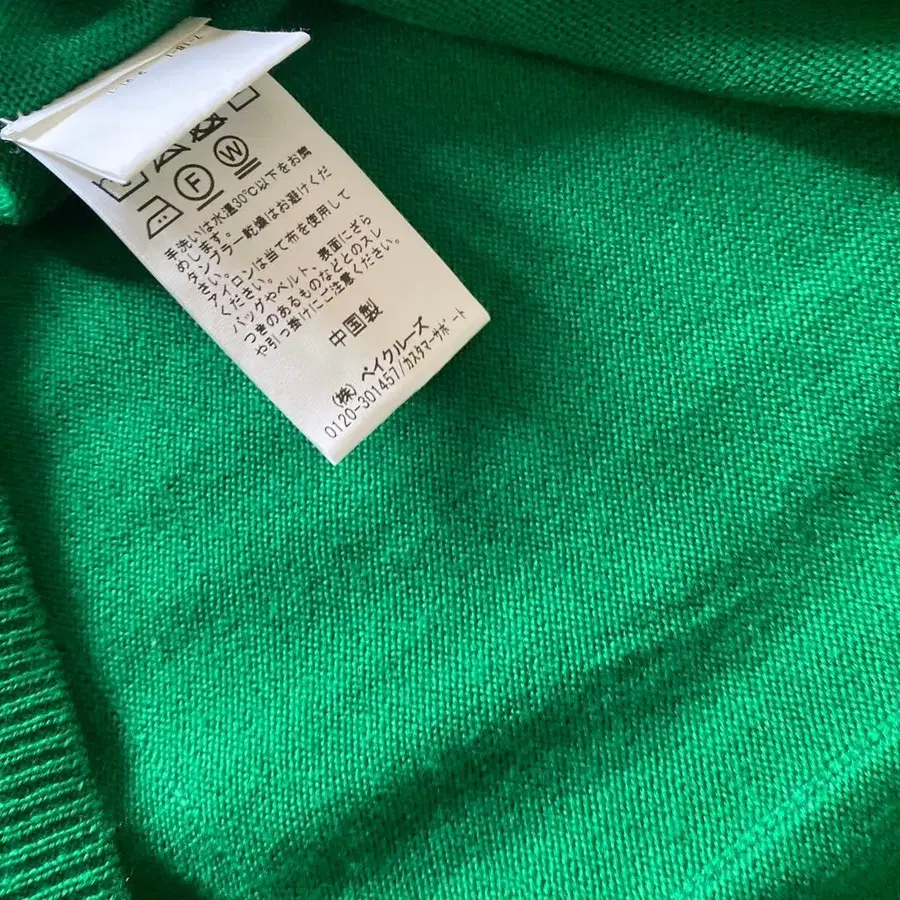 F W
手洗いは水温30℃以下をお勧
めします。
タンブラー乾燥はお避けくだ
さい。
アイロンは当て布を使用して
ください。
バッグやベルト、表面にざら
つきのあるものなどとのスレ
や引っ掛けにご注意ください。
中国製
(株) ベイクルーズ
0120-301457/カスタマーサポート